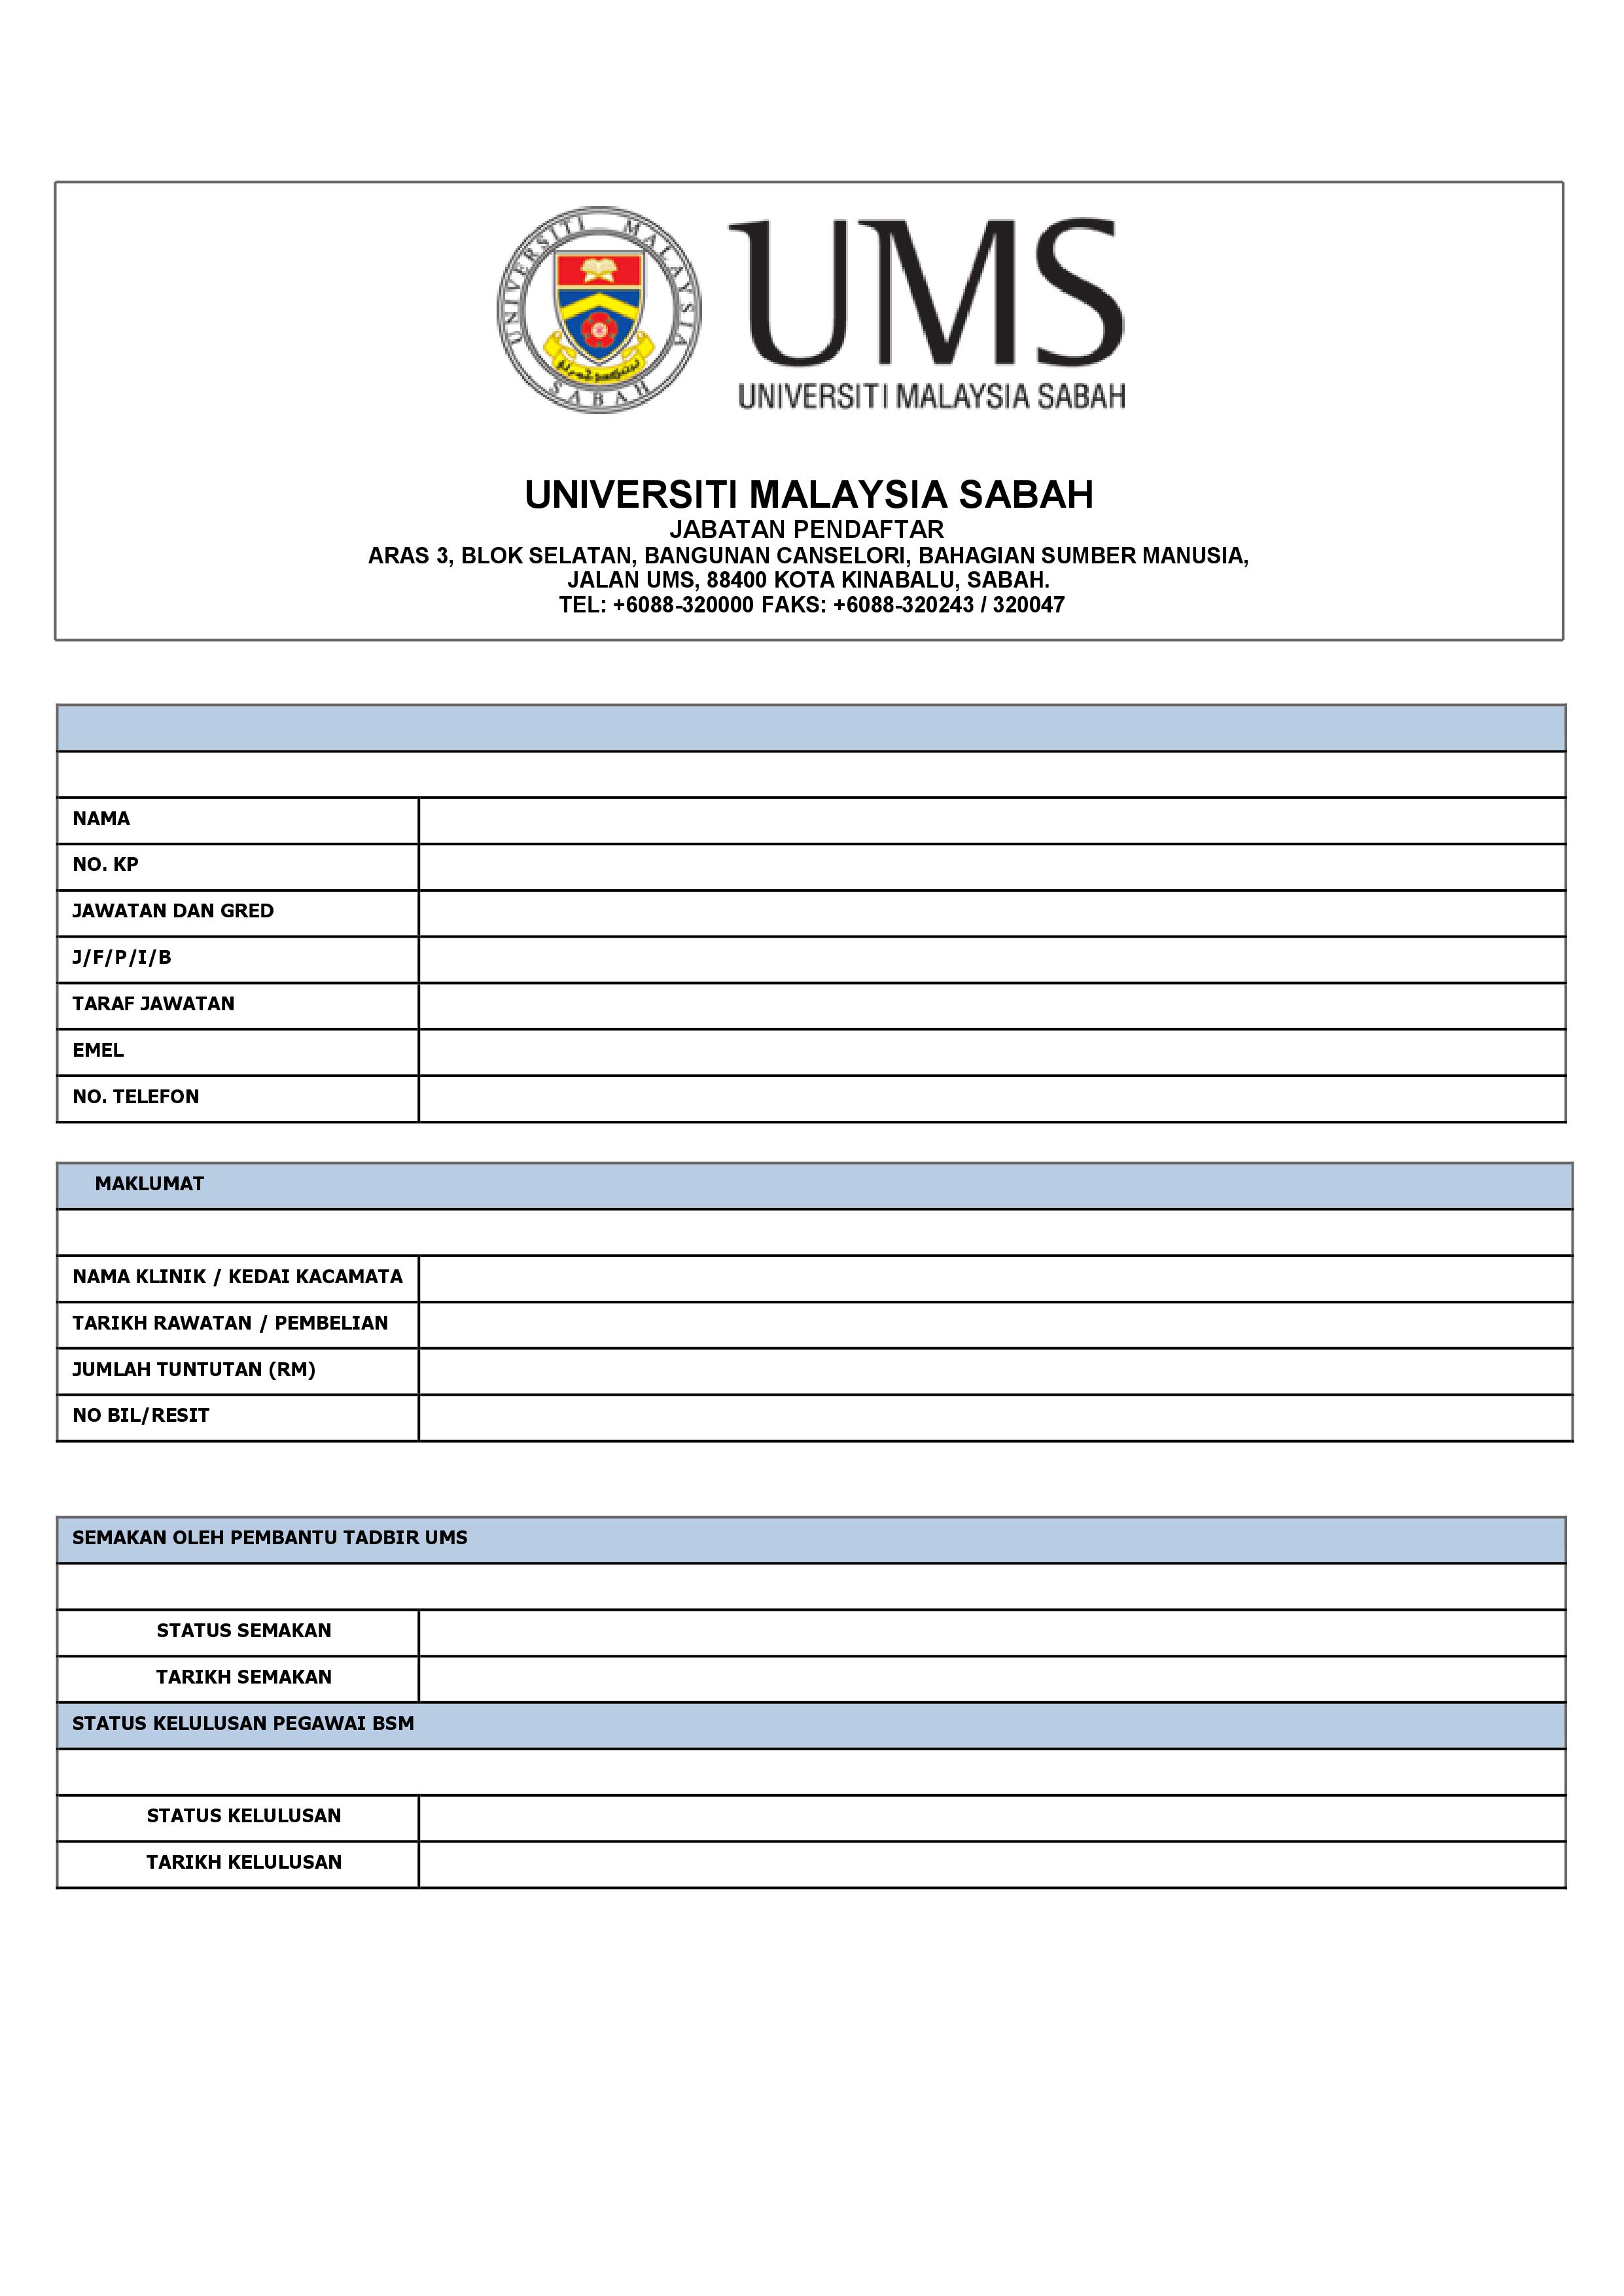 UNIVERSITI MALAYSIA SABAH
UMS
UNIVERSITI MALAYSIA SABAH
UNIVERSITI MALAYSIA SABAH
JABATAN PENDAFTAR
ARAS 3, BLOK SELATAN, BANGUNAN CANSELORI, BAHAGIAN SUMBER MANUSIA,
JALAN UMS, 88400 KOTA KINABALU, SABAH.
TEL: +6088-320000 FAKS: +6088-320243 / 320047
NAMA
NO. KP
JAWATAN DAN GRED
J/F/P/I/B
TARAF JAWATAN
EMEL
NO. TELEFON
MAKLUMAT
NAMA KLINIK / KEDAI KACAMATA
TARIKH RAWATAN / PEMBELIAN
JUMLAH TUNTUTAN (RM)
NO BIL/RESIT
SEMAKAN OLEH PEMBANTU TADBIR UMS
STATUS SEMAKAN
TARIKH SEMAKAN
STATUS KELULUSAN PEGAWAI BSM
STATUS KELULUSAN
TARIKH KELULUSAN